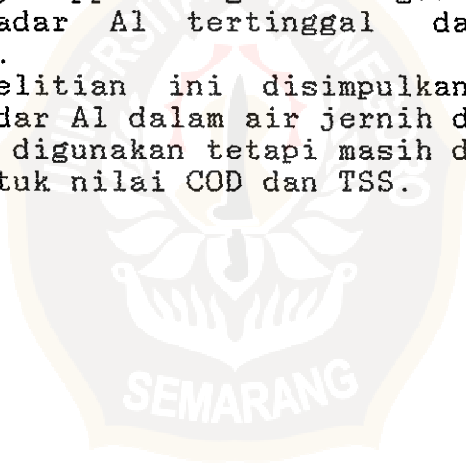 adar Al tertinggal da
.
elitian ini disimpulkan
dar Al dalam air jernih d
digunakan tetapi masih d
tuk nilai COD dan TSS.
SEMARANG